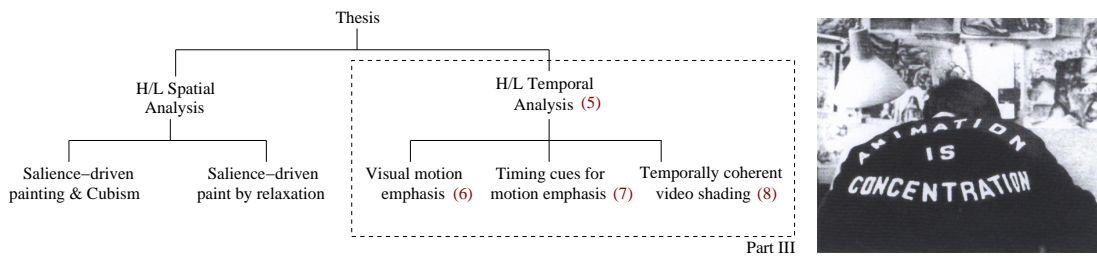 Thesis
H/L Spatial
Analysis
H/L Temporal
Analysis (5)
Salience−driven
painting & Cubism
Salience−driven
paint by relaxation
Visual motion
emphasis (6)
Timing cues for
motion emphasis (7)
Temporally coherent
video shading (8)
Part III
ANIMATION
IS
CONCENTRATION